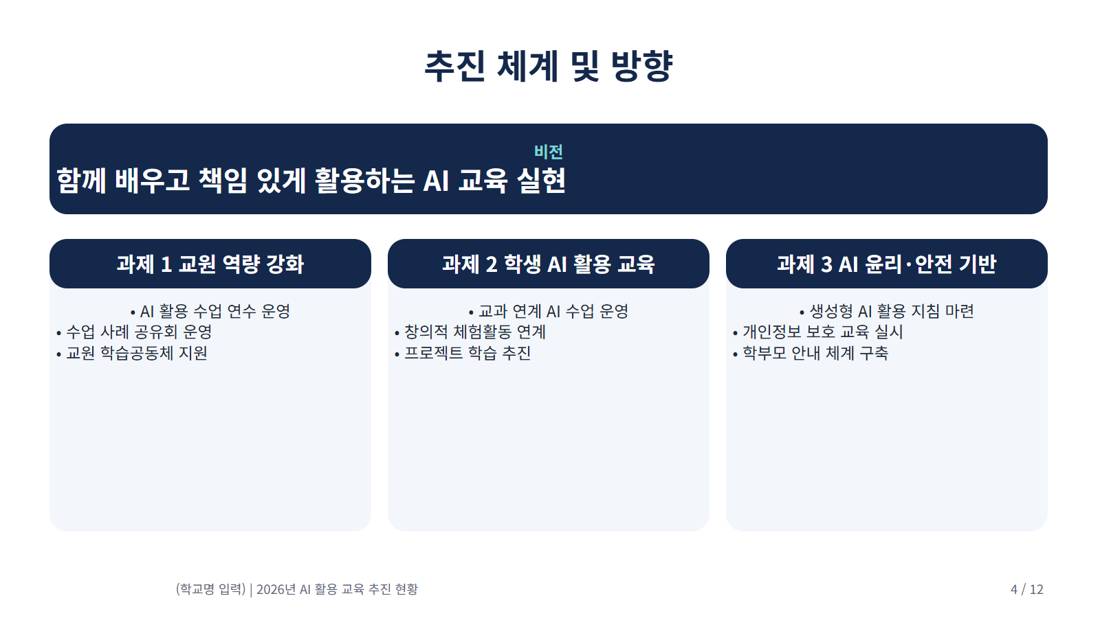 추진 체계 및 방향
비전
함께 배우고 책임 있게 활용하는 AI 교육 실현
과제 1 교원 역량 강화
• AI 활용 수업 연수 운영
• 수업 사례 공유회 운영
• 교원 학습공동체 지원
과제 2 학생 AI 활용 교육
• 교과 연계 AI 수업 운영
• 창의적 체험활동 연계
• 프로젝트 학습 추진
과제 3 AI 윤리·안전 기반
• 생성형 AI 활용 지침 마련
• 개인정보 보호 교육 실시
• 학부모 안내 체계 구축
(학교명 입력) | 2026년 AI 활용 교육 추진 현황
4 / 12